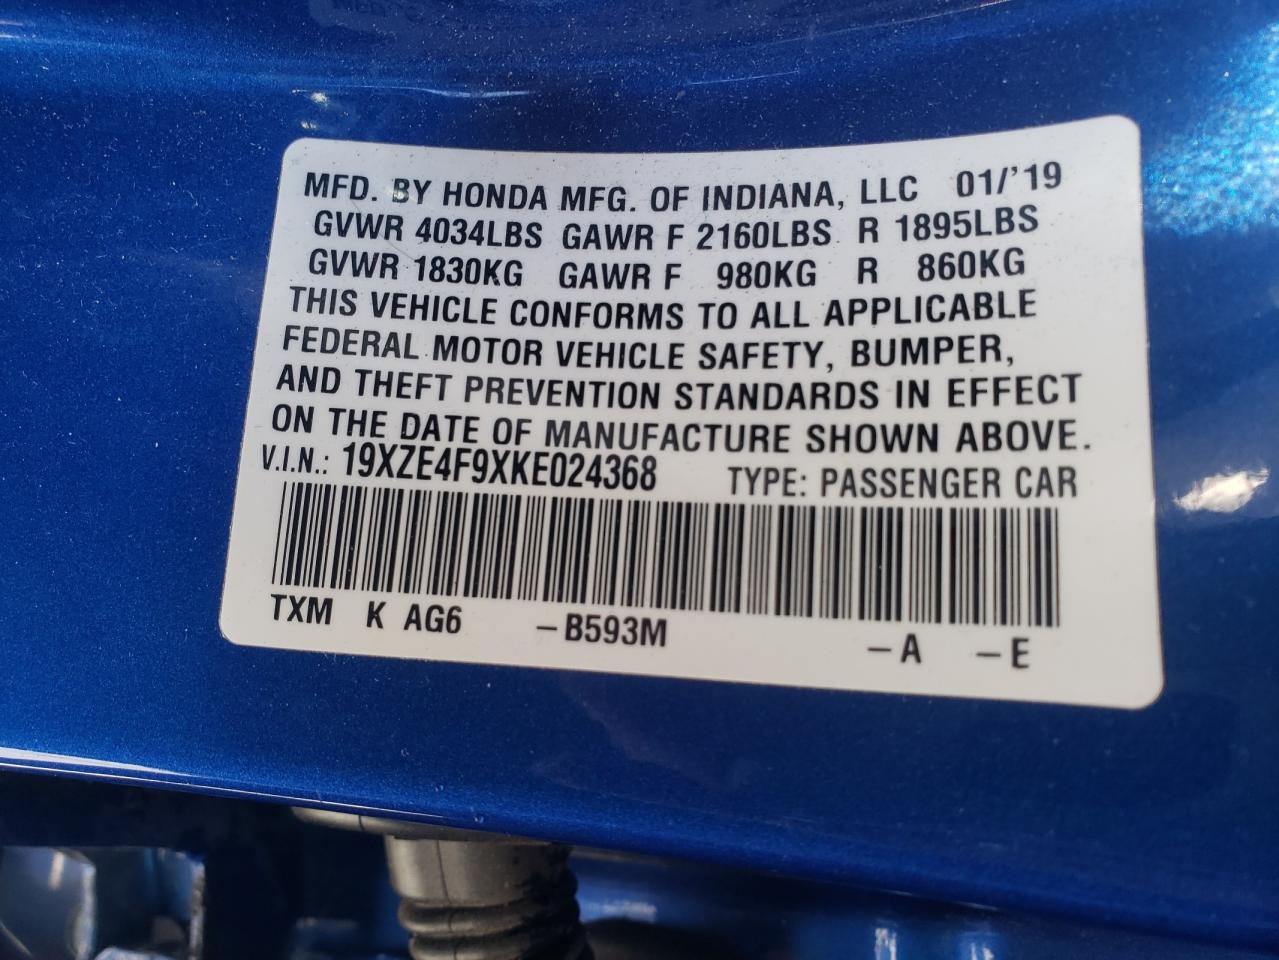 MFD. BY HONDA MFG. OF INDIANA, LLC 01/'19
GVWR 4034LBS GAWR F 2160LBS R 1895LBS
GVWR 1830KG GAWR F 980KG R 860KG
THIS VEHICLE CONFORMS TO ALL APPLICABLE
FEDERAL MOTOR VEHICLE SAFETY, BUMPER,
AND THEFT PREVENTION STANDARDS IN EFFECT
ON THE DATE OF MANUFACTURE SHOWN ABOVE.
V.I.N.: 19XZE4F9XKE024368 TYPE: PASSENGER CAR
TXM K AG6 –B593M –A –E